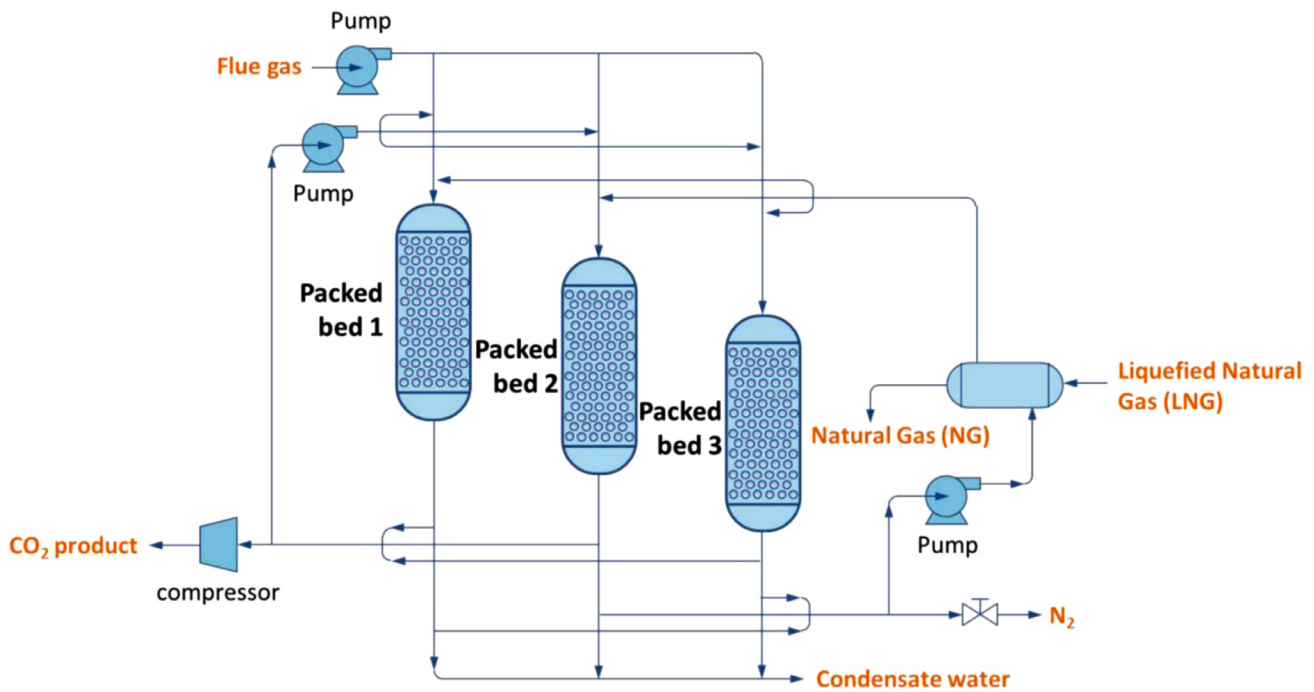 Pump
Flue gas
Pump
Packed
bed 1
Packed
bed 2
Packed
bed 3
Liquefied Natural
Gas (LNG)
Natural Gas (NG)
Pump
CO₂ product
compressor
N₂
Condensate water